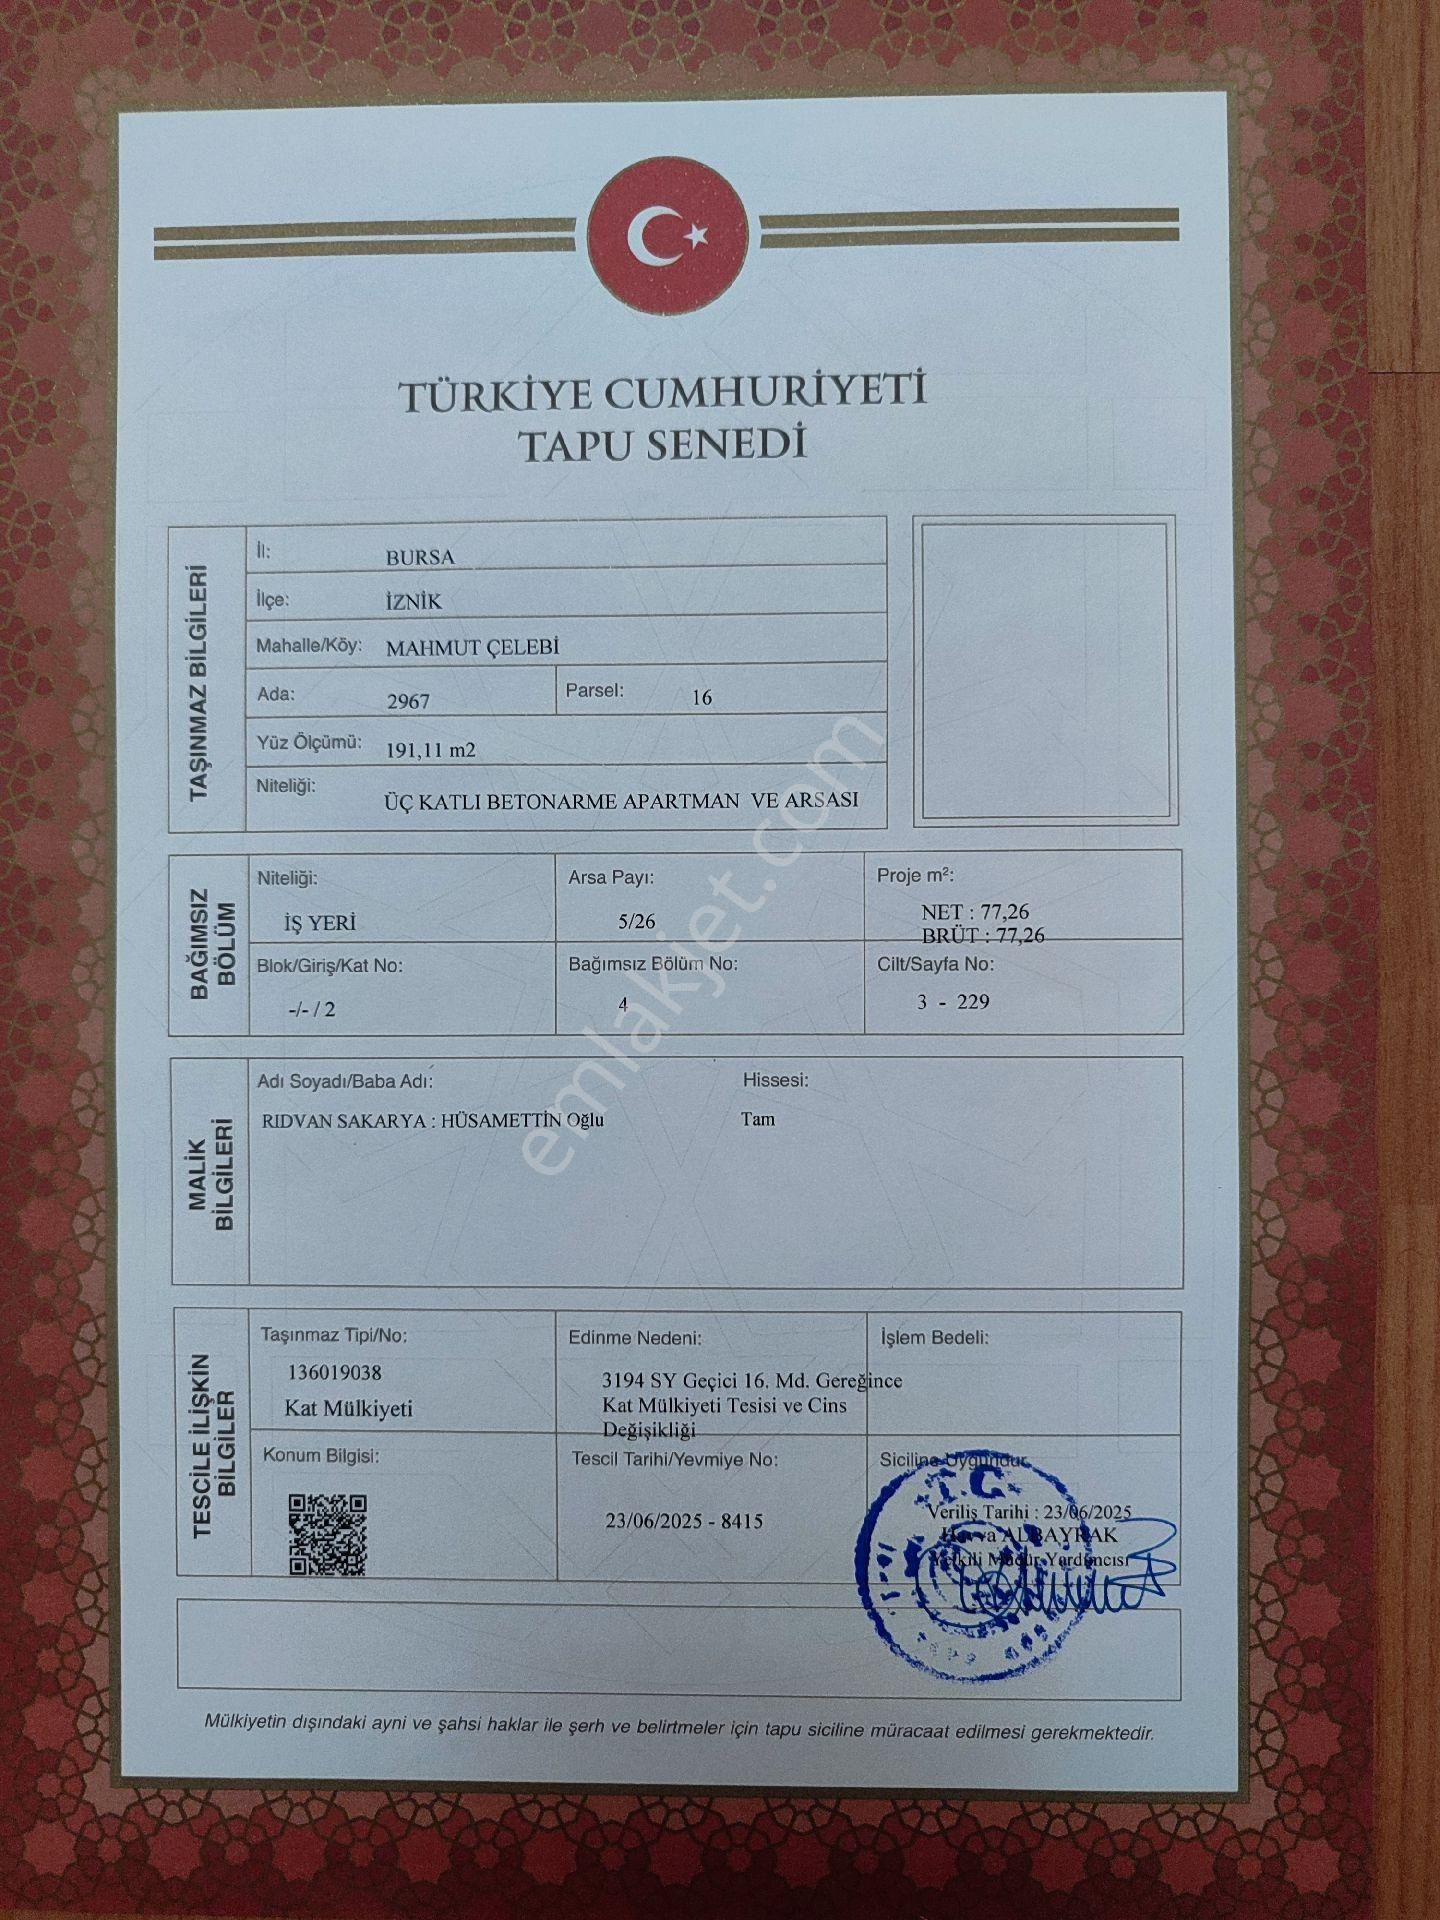 TÜRKİYE CUMHURİYETİ
TAPU SENEDİ
TAŞINMAZ BİLGİLERİ
İl: BURSA
İlçe: İZNİK
Mahalle/Köy: MAHMUT ÇELEBİ
Ada: 2967 Parsel: 16
Yüz Ölçümü: 191,11 m2
Niteliği: ÜÇ KATLI BETONARME APARTMAN VE ARSASI
BAĞIMSIZ BÖLÜM
Niteliği: Arsa Payı: Proje m²:
İŞ YERİ 5/26 NET : 77,26
BRÜT : 77,26
Blok/Giriş/Kat No: Bağımsız Bölüm No: Cilt/Sayfa No:
-/- / 2 4 3 - 229
MALİK BİLGİLERİ
Adı Soyadı/Baba Adı: Hissesi:
RIDVAN SAKARYA : HÜSAMETTİN Oğlu Tam
TESCİLE İLİŞKİN BİLGİLER
Taşınmaz Tipi/No: Edinme Nedeni: İşlem Bedeli:
136019038 3194 SY Geçici 16. Md. Gereğince
Kat Mülkiyeti Kat Mülkiyeti Tesisi ve Cins
Değişikliği
Konum Bilgisi: Tescil Tarihi/Yevmiye No: Siciline Uygundur
23/06/2025 - 8415 Veriliş Tarihi : 23/06/2025
Havva ALBAYRAK
Yetkili Müdür Yardımcısı
T.C.
Mülkiyetin dışındaki ayni ve şahsi haklar ile şerh ve belirtmeler için tapu siciline müracaat edilmesi gerekmektedir.
emlakjet.com